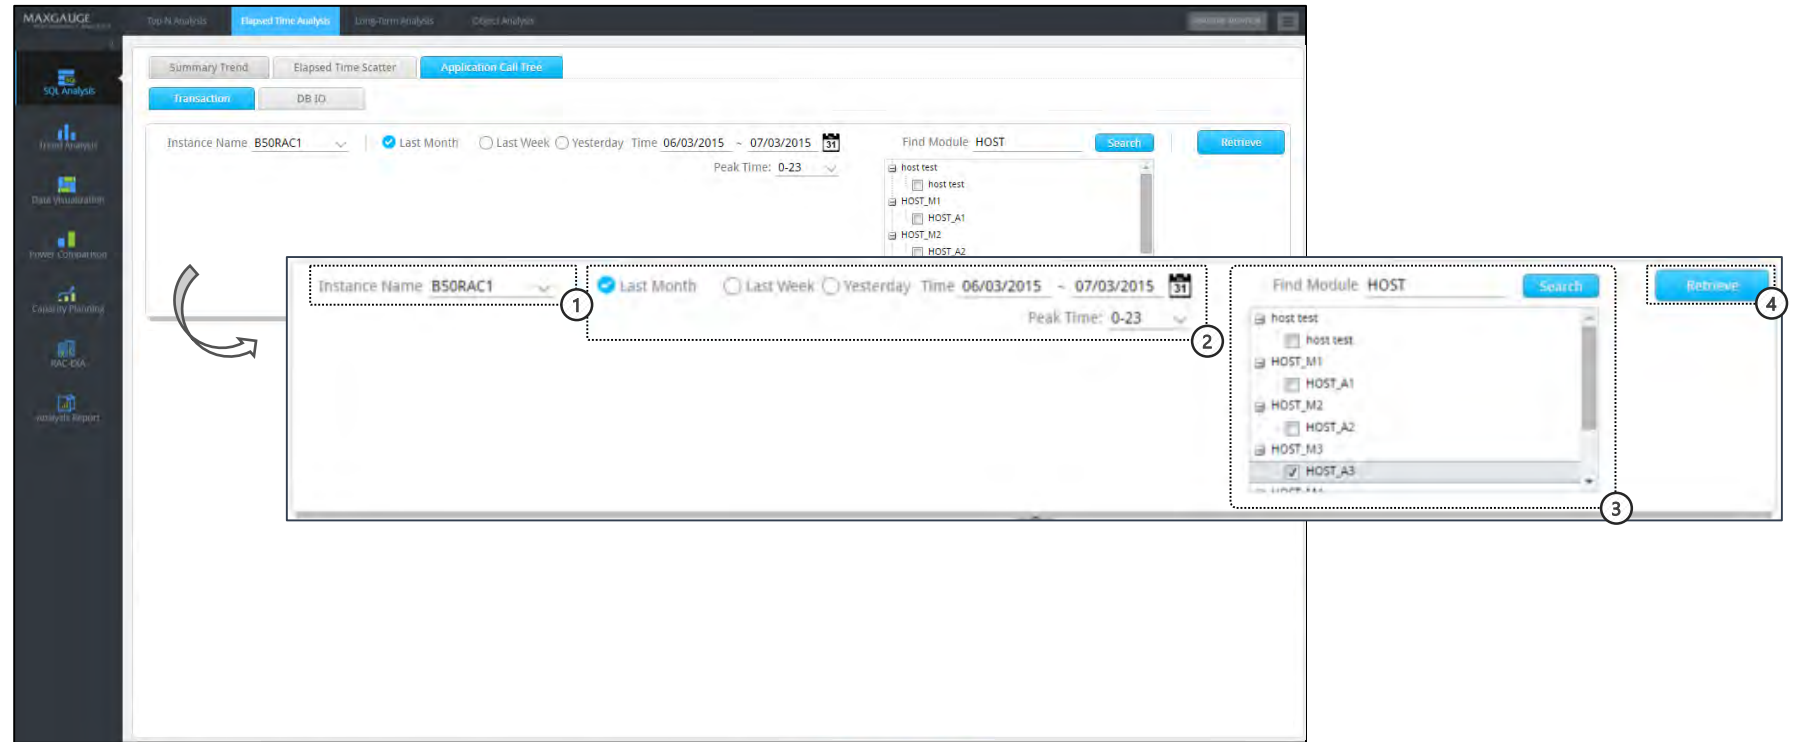 MAXGAUGE
Top-N Analysis
Elapsed Time Analysis
Long-Term Analysis
Object Analysis
SQL Analysis
Trend Analysis
Data Visualization
Power Comparison
Capacity Planning
RAC-EXA
Analysis Report
Summary Trend
Elapsed Time Scatter
Application Call Tree
Transaction
DB IO
Instance Name B50RAC1
Last Month Last Week Yesterday Time 06/03/2015 ~ 07/03/2015 31
Peak Time: 0-23
Find Module HOST Search
Retrieve
host test
host test
HOST_M1
HOST_A1
HOST_M2
HOST_A2
Instance Name B50RAC1
1
Last Month Last Week Yesterday Time 06/03/2015 ~ 07/03/2015 31
Peak Time: 0-23
2
Find Module HOST Search
host test
host test
HOST_M1
HOST_A1
HOST_M2
HOST_A2
HOST_M3
HOST_A3
3
Retrieve
4